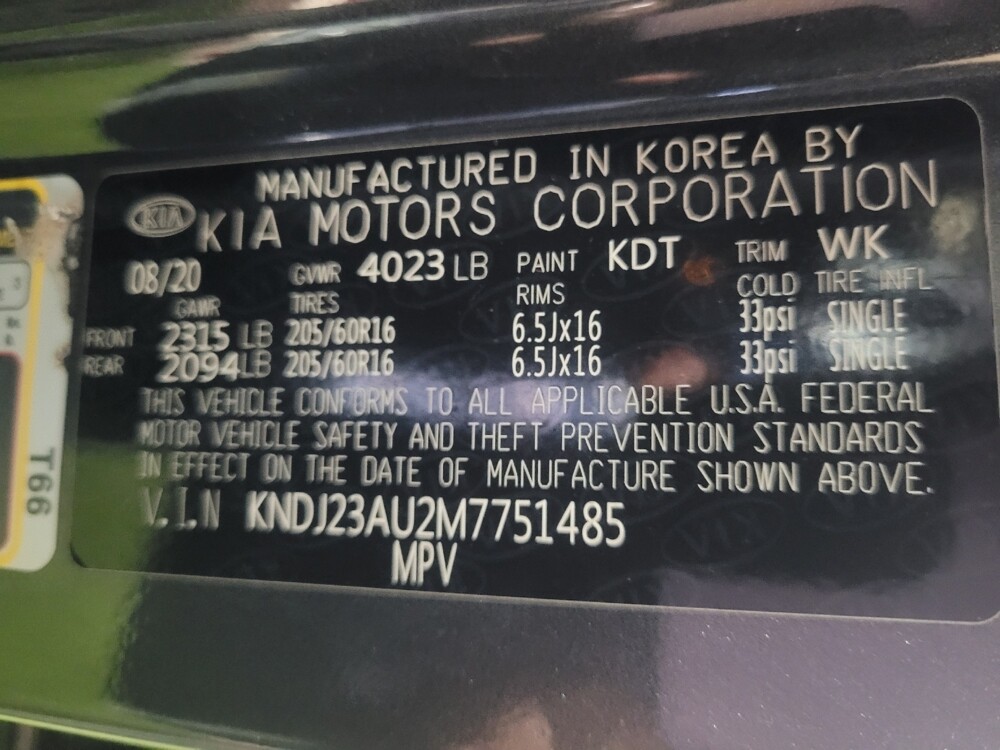 MANUFACTURED IN KOREA BY
KIA KIA MOTORS CORPORATION
08/20 GVWR 4023 LB PAINT KDT TRIM WK
GAWR TIRES RIMS COLD TIRE INFL
FRONT 2315 LB 205/60R16 6.5Jx16 33psi SINGLE
REAR 2094LB 205/60R16 6.5Jx16 33psi SINGLE
THIS VEHICLE CONFORMS TO ALL APPLICABLE U.S.A. FEDERAL
MOTOR VEHICLE SAFETY AND THEFT PREVENTION STANDARDS
IN EFFECT ON THE DATE OF MANUFACTURE SHOWN ABOVE.
V.I.N KNDJ23AU2M7751485
MPV
T66